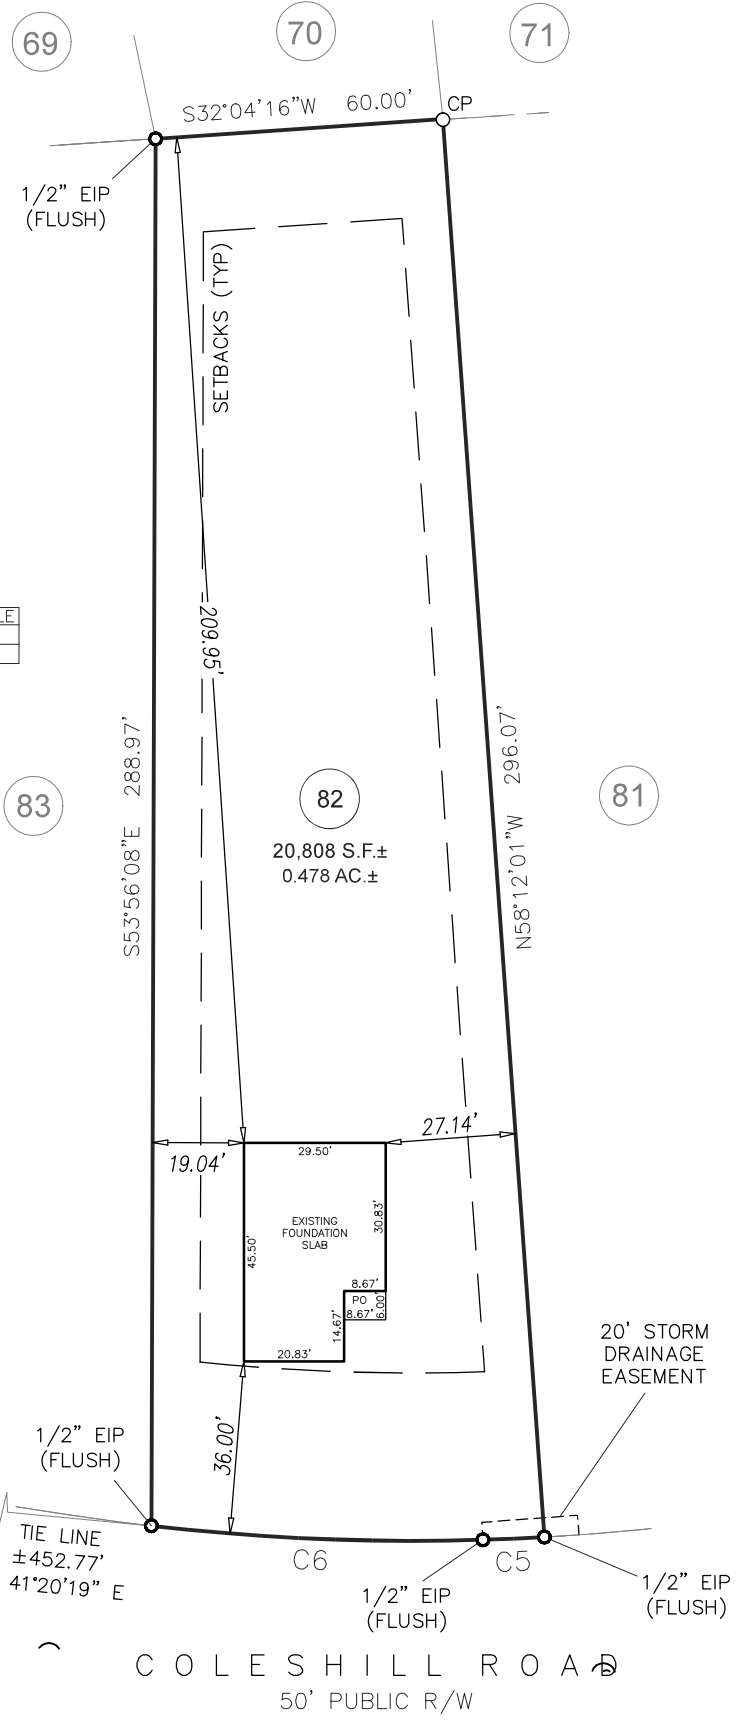 69
70
71
S32°04'16"W 60.00'
CP
1/2" EIP
(FLUSH)
SETBACKS (TYP)
LE
209.95'
S53°56'08"E 288.97'
N58°12'01"W 296.07'
83
82
81
20,808 S.F.±
0.478 AC.±
27.14'
19.04'
29.50'
EXISTING
FOUNDATION
SLAB
30.83'
45.50'
8.67'
PO
6.00'
8.67'
14.67'
20.83'
20' STORM
DRAINAGE
EASEMENT
36.00'
1/2" EIP
(FLUSH)
TIE LINE
±452.77'
41°20'19" E
C6
C5
1/2" EIP
(FLUSH)
1/2" EIP
(FLUSH)
COLESHILL ROAD
50' PUBLIC R/W